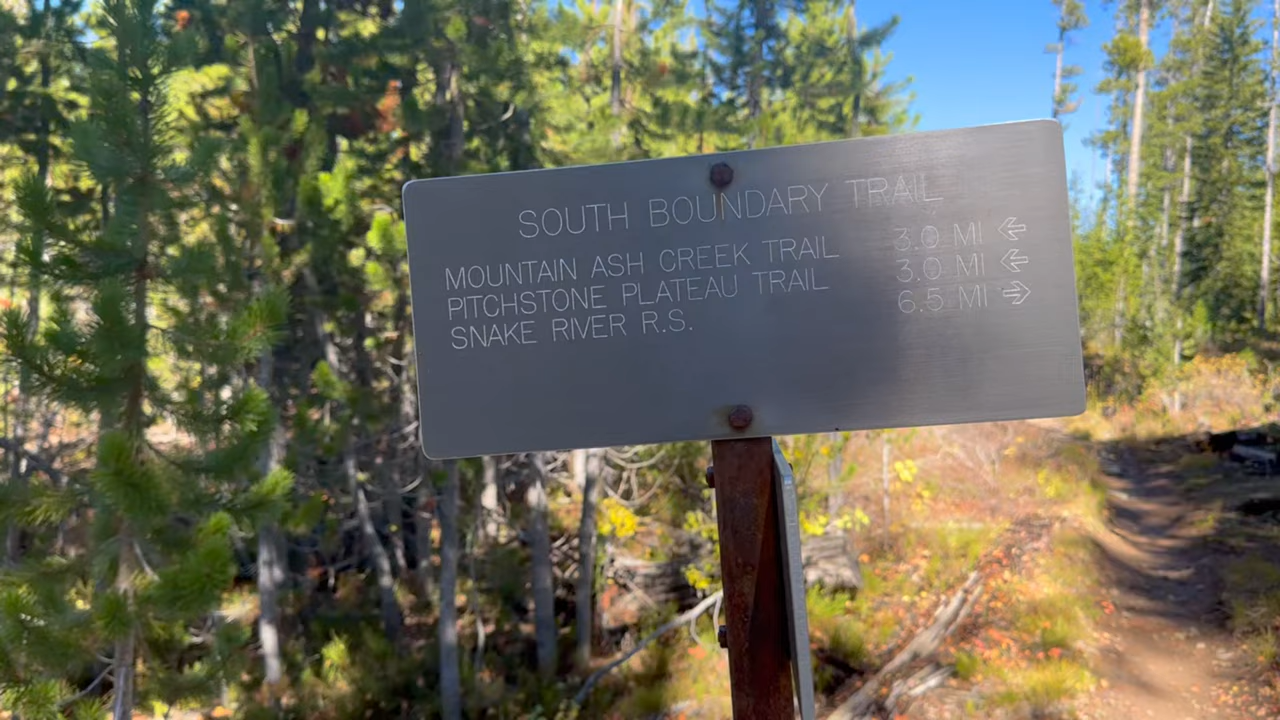 SOUTH BOUNDARY TRAIL
MOUNTAIN ASH CREEK TRAIL 3.0 MI ←
PITCHSTONE PLATEAU TRAIL 3.0 MI ←
SNAKE RIVER R.S. 6.5 MI →